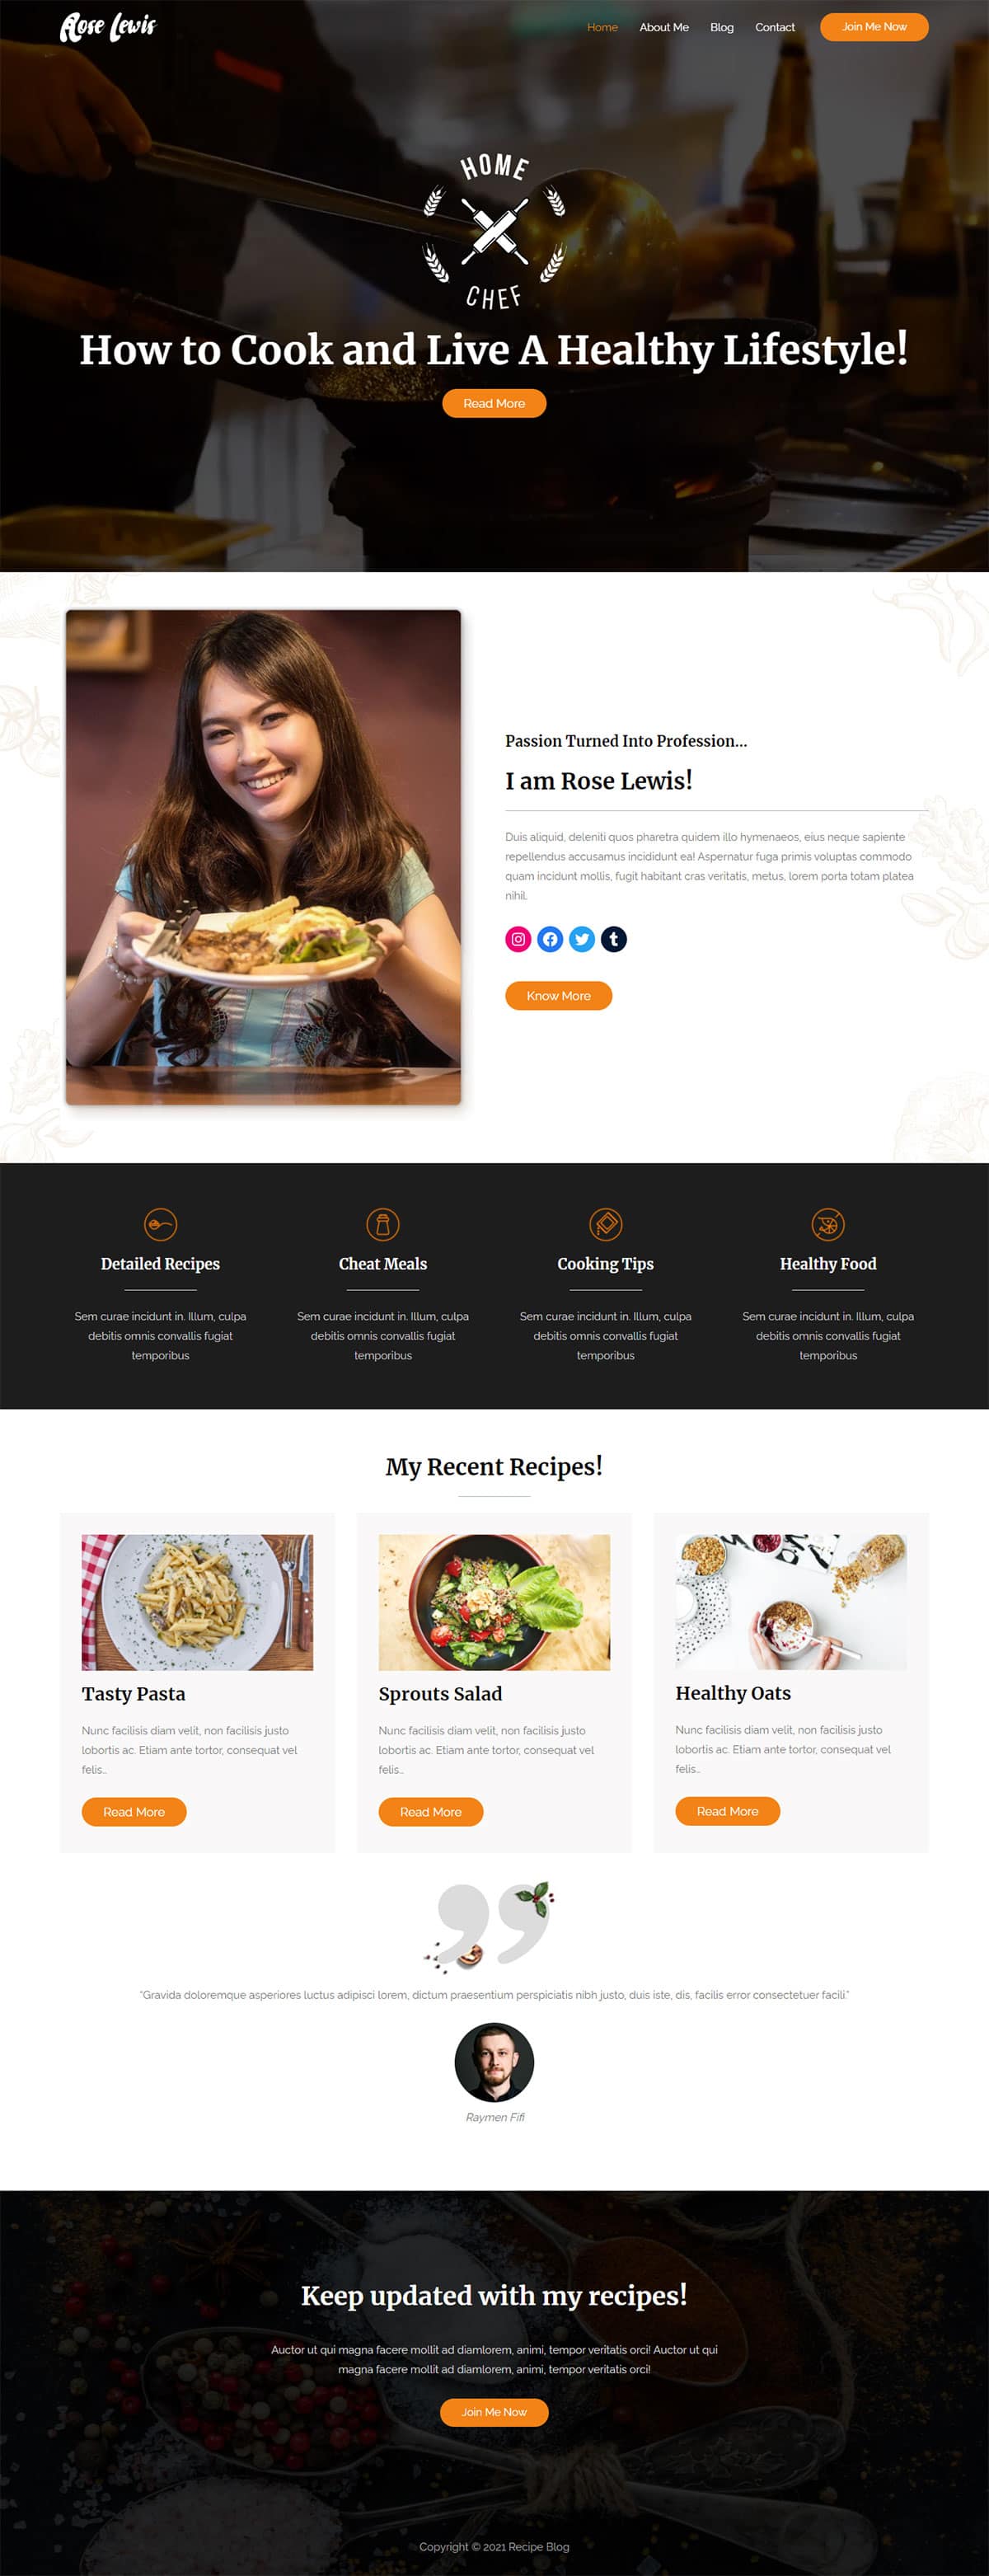 Rose Lewis
Home
About Me
Blog
Contact
Join Me Now
HOME
CHEF
How to Cook and Live A Healthy Lifestyle!
Read More
Passion Turned Into Profession...
I am Rose Lewis!
Duis aliquid, deleniti quos pharetra quidem illo hymenaeos, eius neque sapiente
repellendus accusamus incididunt ea! Aspernatur fuga primis voluptas commodo
quam incidunt mollis, fugit habitant cras veritatis, metus, lorem porta totam platea
nihil.
Know More
Detailed Recipes
Sem curae incidunt in. Illum, culpa
debitis omnis convallis fugiat
temporibus
Cheat Meals
Sem curae incidunt in. Illum, culpa
debitis omnis convallis fugiat
temporibus
Cooking Tips
Sem curae incidunt in. Illum, culpa
debitis omnis convallis fugiat
temporibus
Healthy Food
Sem curae incidunt in. Illum, culpa
debitis omnis convallis fugiat
temporibus
My Recent Recipes!
Tasty Pasta
Nunc facilisis diam velit, non facilisis justo
lobortis ac. Etiam ante tortor, consequat vel
felis...
Read More
Sprouts Salad
Nunc facilisis diam velit, non facilisis justo
lobortis ac. Etiam ante tortor, consequat vel
felis...
Read More
Healthy Oats
Nunc facilisis diam velit, non facilisis justo
lobortis ac. Etiam ante tortor, consequat vel
felis...
Read More
"Gravida doloremque asperiores luctus adipisci lorem, dictum praesentium perspiciatis nibh justo, duis iste, dis, facilis error consectetuer facili."
Raymen Fifi
Keep updated with my recipes!
Auctor ut qui magna facere mollit ad diamlorem, animi, tempor veritatis orci! Auctor ut qui
magna facere mollit ad diamlorem, animi, tempor veritatis orci!
Join Me Now
Copyright © 2021 Recipe Blog